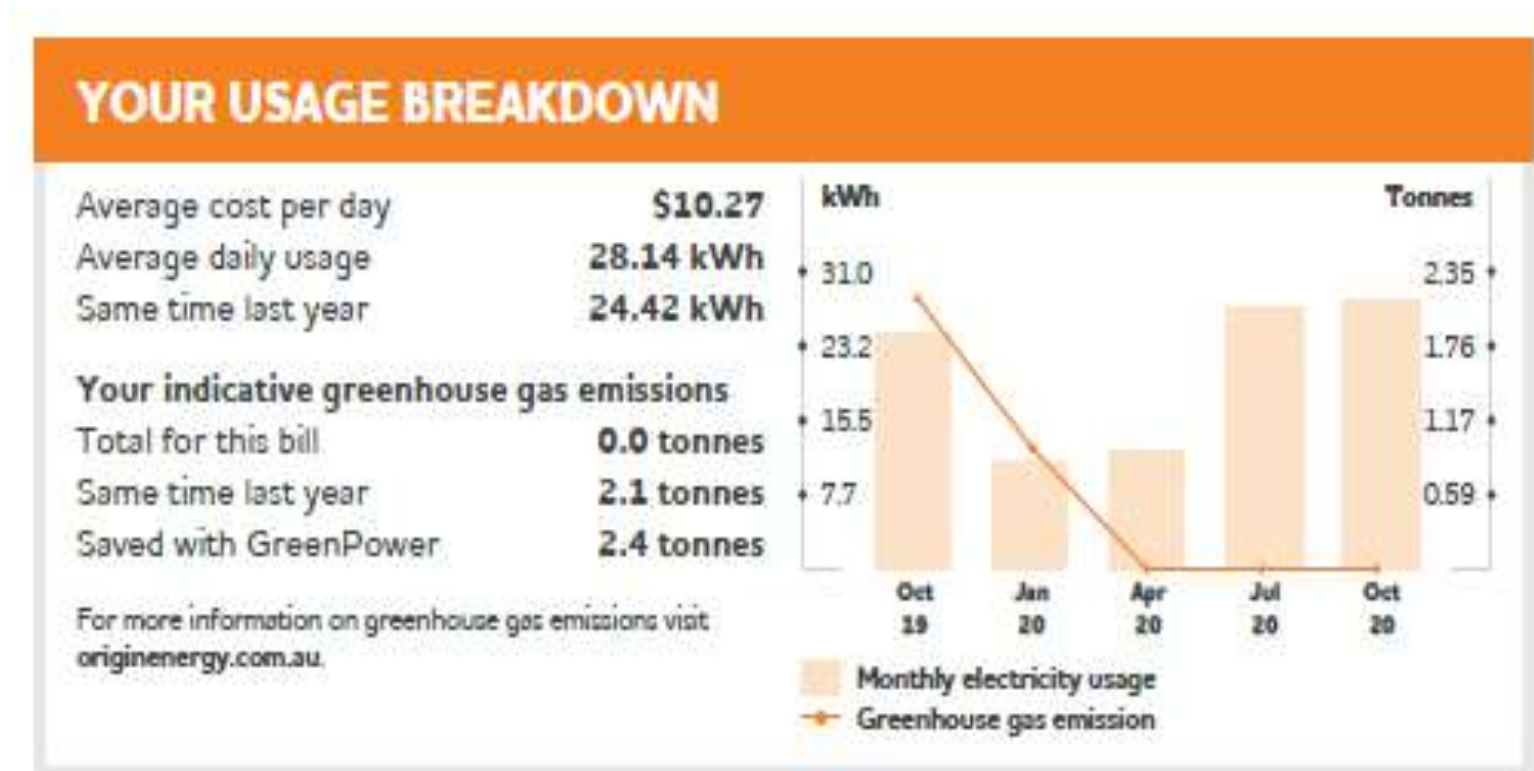 YOUR USAGE BREAKDOWN
Average cost per day $10.27
Average daily usage 28.14 kWh
Same time last year 24.42 kWh
Your indicative greenhouse gas emissions
Total for this bill 0.0 tonnes
Same time last year 2.1 tonnes
Saved with GreenPower 2.4 tonnes
For more information on greenhouse gas emissions visit
originenergy.com.au.
kWh Tonnes
31.0 2.35
23.2 1.76
15.5 1.17
7.7 0.59
Oct Jan Apr Jul Oct
19 20 20 20 20
Monthly electricity usage
Greenhouse gas emission